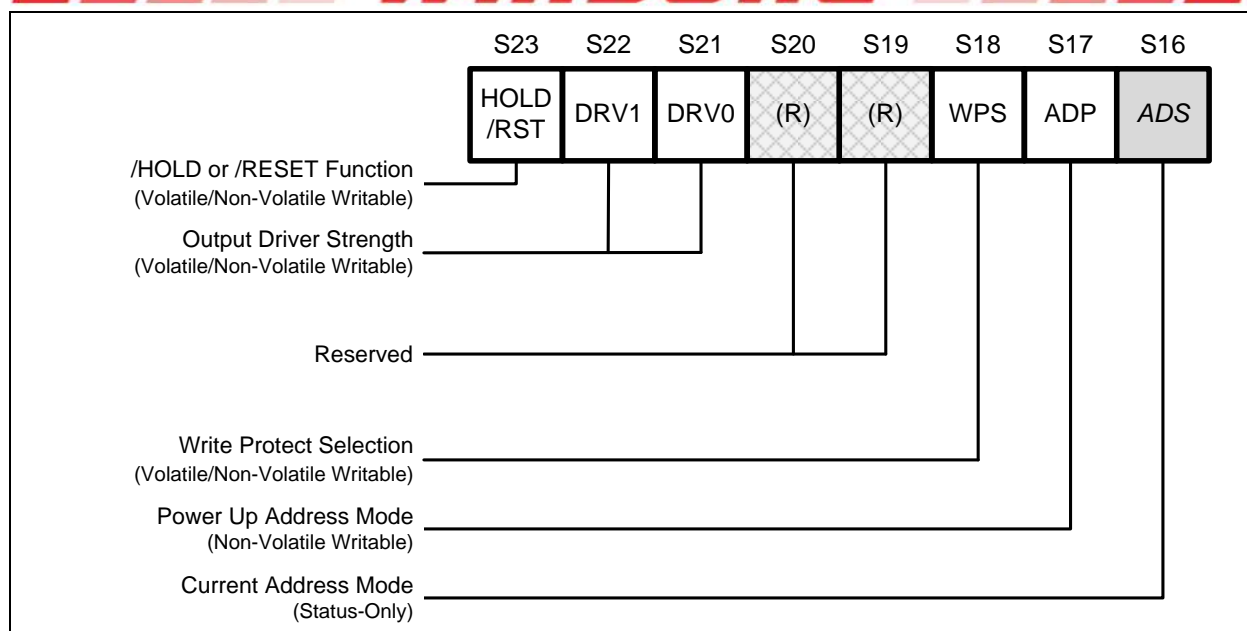 S23 S22 S21 S20 S19 S18 S17 S16
HOLD
/RST DRV1 DRV0 (R) (R) WPS ADP ADS
/HOLD or /RESET Function
(Volatile/Non-Volatile Writable)
Output Driver Strength
(Volatile/Non-Volatile Writable)
Reserved
Write Protect Selection
(Volatile/Non-Volatile Writable)
Power Up Address Mode
(Non-Volatile Writable)
Current Address Mode
(Status-Only)